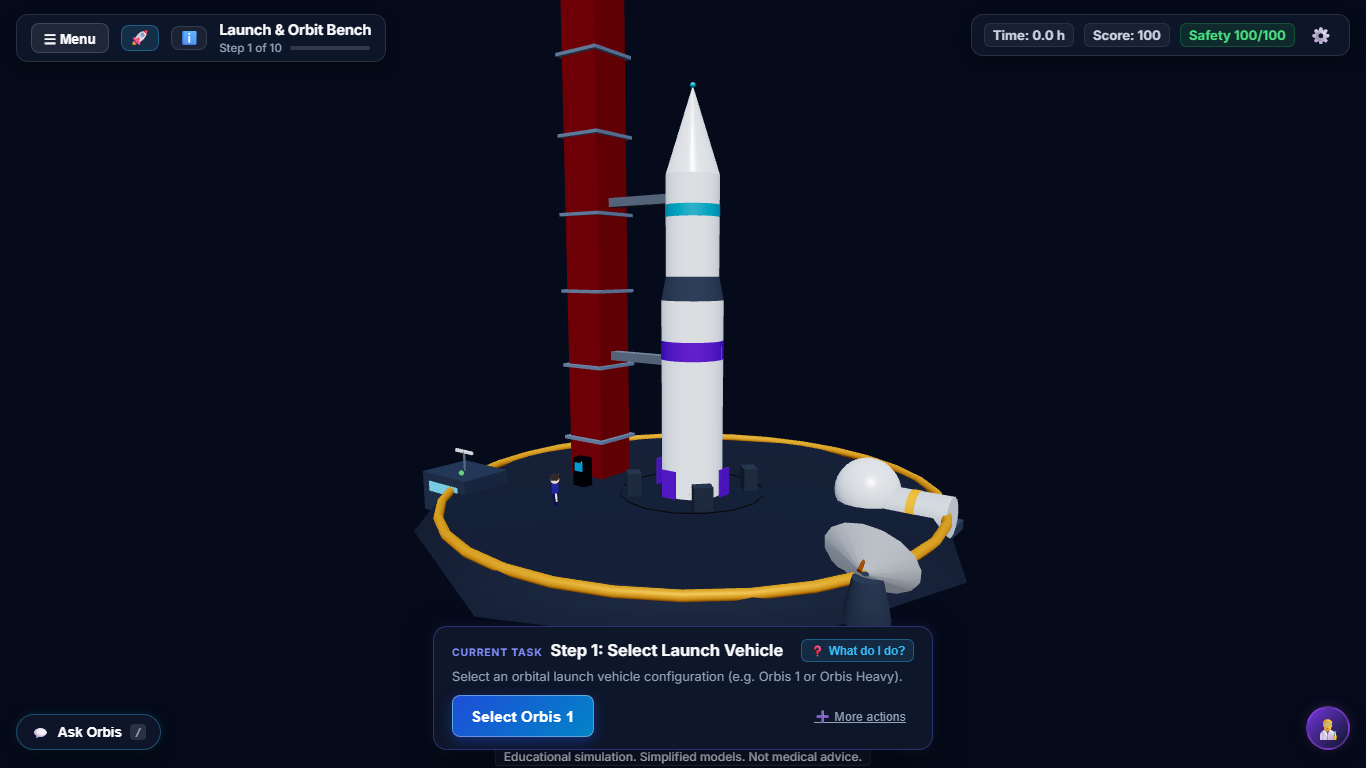 ☰ Menu
Launch & Orbit Bench
Step 1 of 10
Time: 0.0 h
Score: 100
Safety 100/100
CURRENT TASK Step 1: Select Launch Vehicle
❓ What do I do?
Select an orbital launch vehicle configuration (e.g. Orbis 1 or Orbis Heavy).
Select Orbis 1
➕ More actions
Ask Orbis /
Educational simulation. Simplified models. Not medical advice.